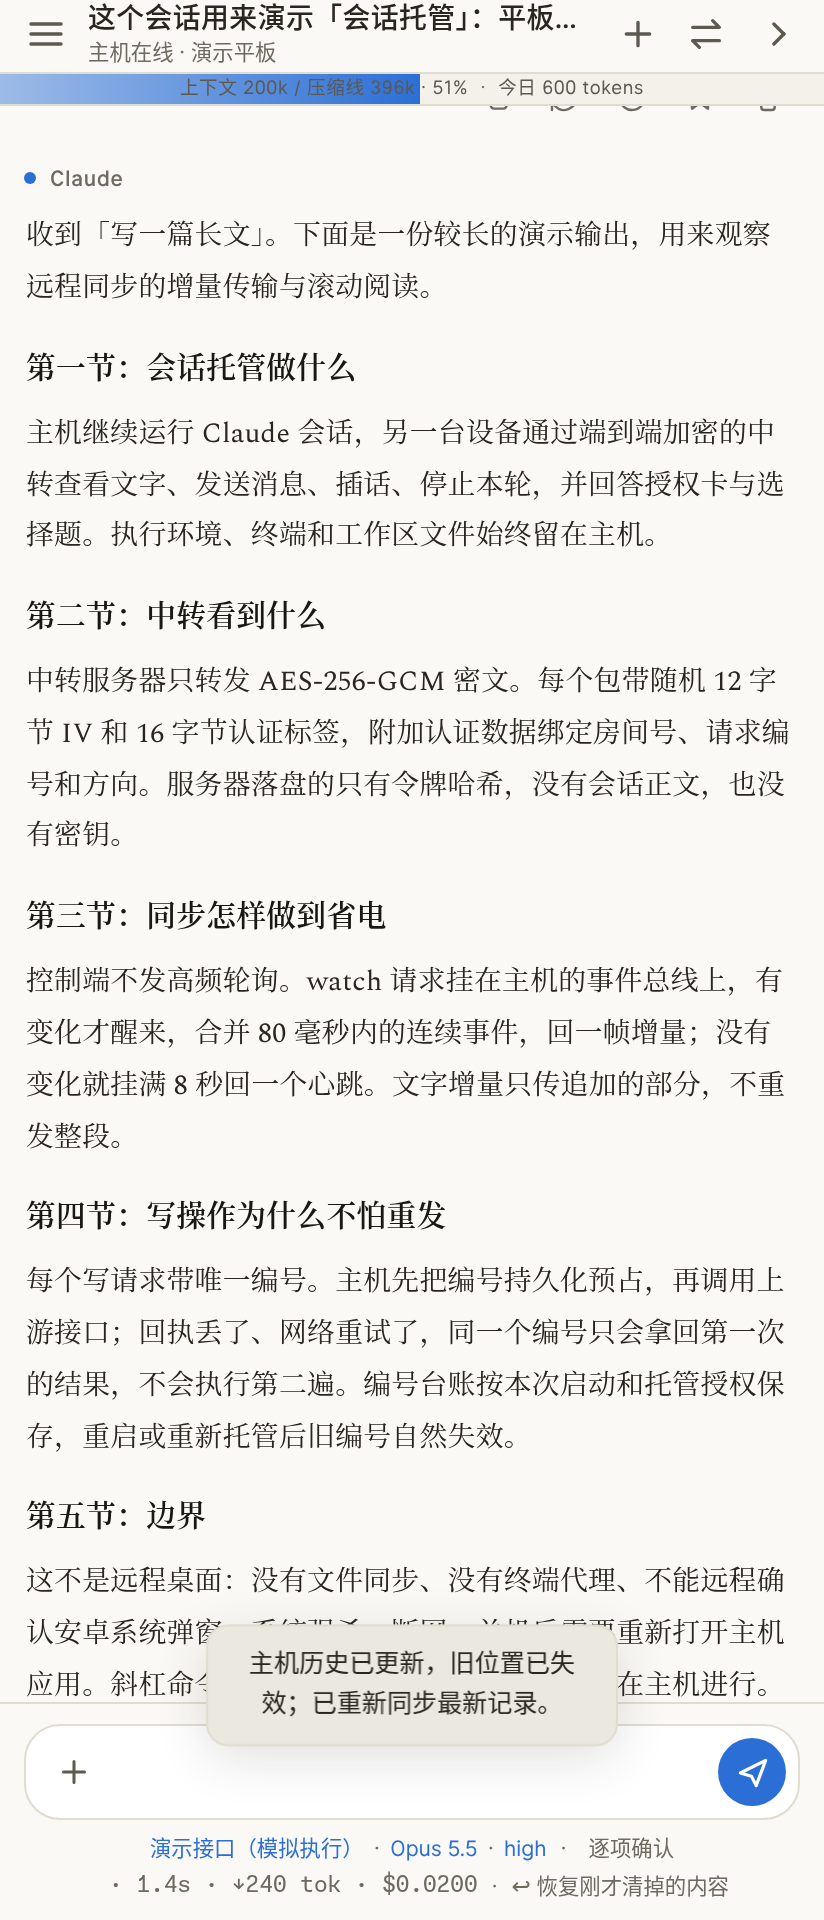 这个会话用来演示「会话托管」：平板...
主机在线 · 演示平板
上下文 200k / 压缩线 396k · 51% · 今日 600 tokens
Claude
收到「写一篇长文」。下面是一份较长的演示输出，用来观察
远程同步的增量传输与滚动阅读。
第一节：会话托管做什么
主机继续运行 Claude 会话，另一台设备通过端到端加密的中
转查看文字、发送消息、插话、停止本轮，并回答授权卡与选
择题。执行环境、终端和工作区文件始终留在主机。
第二节：中转看到什么
中转服务器只转发 AES-256-GCM 密文。每个包带随机 12 字
节 IV 和 16 字节认证标签，附加认证数据绑定房间号、请求编
号和方向。服务器落盘的只有令牌哈希，没有会话正文，也没
有密钥。
第三节：同步怎样做到省电
控制端不发高频轮询。watch 请求挂在主机的事件总线上，有
变化才醒来，合并 80 毫秒内的连续事件，回一帧增量；没有
变化就挂满 8 秒回一个心跳。文字增量只传追加的部分，不重
发整段。
第四节：写操作为什么不怕重发
每个写请求带唯一编号。主机先把编号持久化预占，再调用上
游接口；回执丢了、网络重试了，同一个编号只会拿回第一次
的结果，不会执行第二遍。编号台账按本次启动和托管授权保
存，重启或重新托管后旧编号自然失效。
第五节：边界
这不是远程桌面：没有文件同步、没有终端代理、不能远程确
认安卓系统弹窗 重新打开主机
应用。斜杠命令 在主机进行。
主机历史已更新，旧位置已失
效；已重新同步最新记录。
演示接口（模拟执行） · Opus 5.5 · high · 逐项确认
· 1.4s · ↓240 tok · $0.0200 · ↩ 恢复刚才清掉的内容